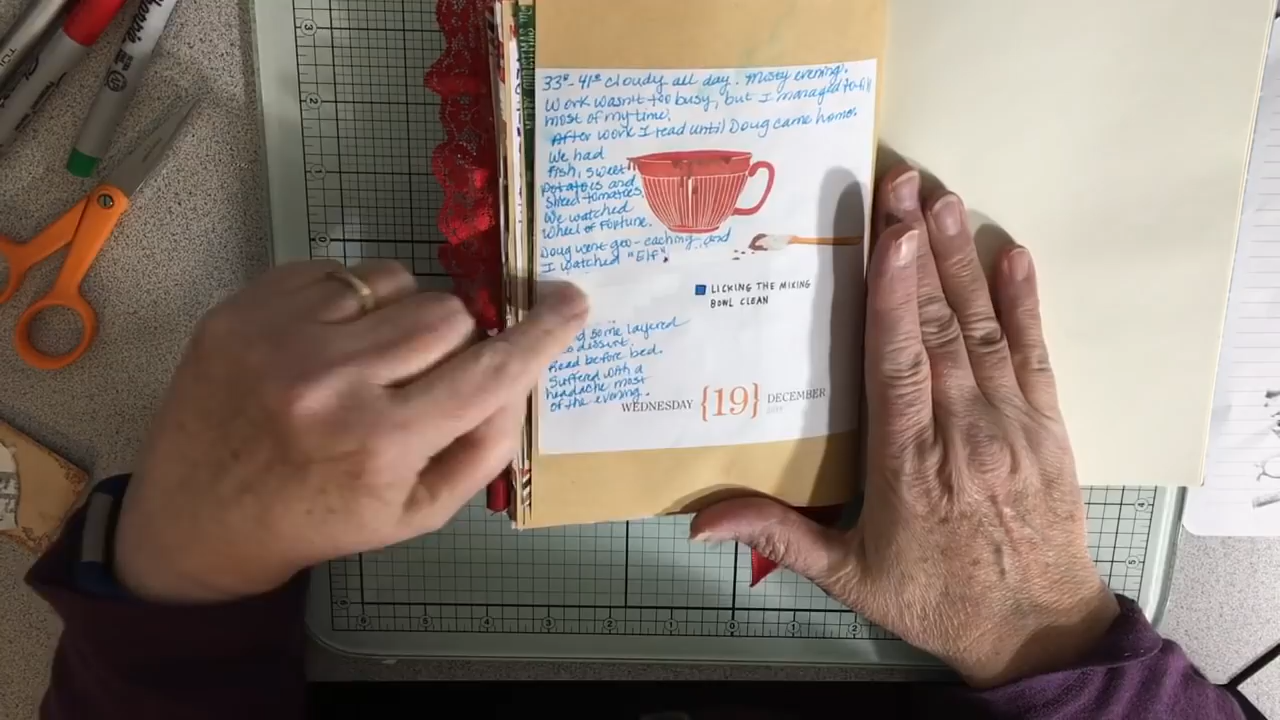 33° - 41° cloudy all day. Misty evening.
Work wasn't too busy, but I managed to fill
most of my time.
After work I read until Doug came home.
We had
fish, sweet
potatoes and
sliced tomatoes.
We watched
Wheel of Fortune.
Doug went geo-caching and
I watched "Elf".
LICKING THE MIXING
BOWL CLEAN
some layered
dessert.
Read before bed.
Suffered with a
headache most
of the evening.
WEDNESDAY {19} DECEMBER